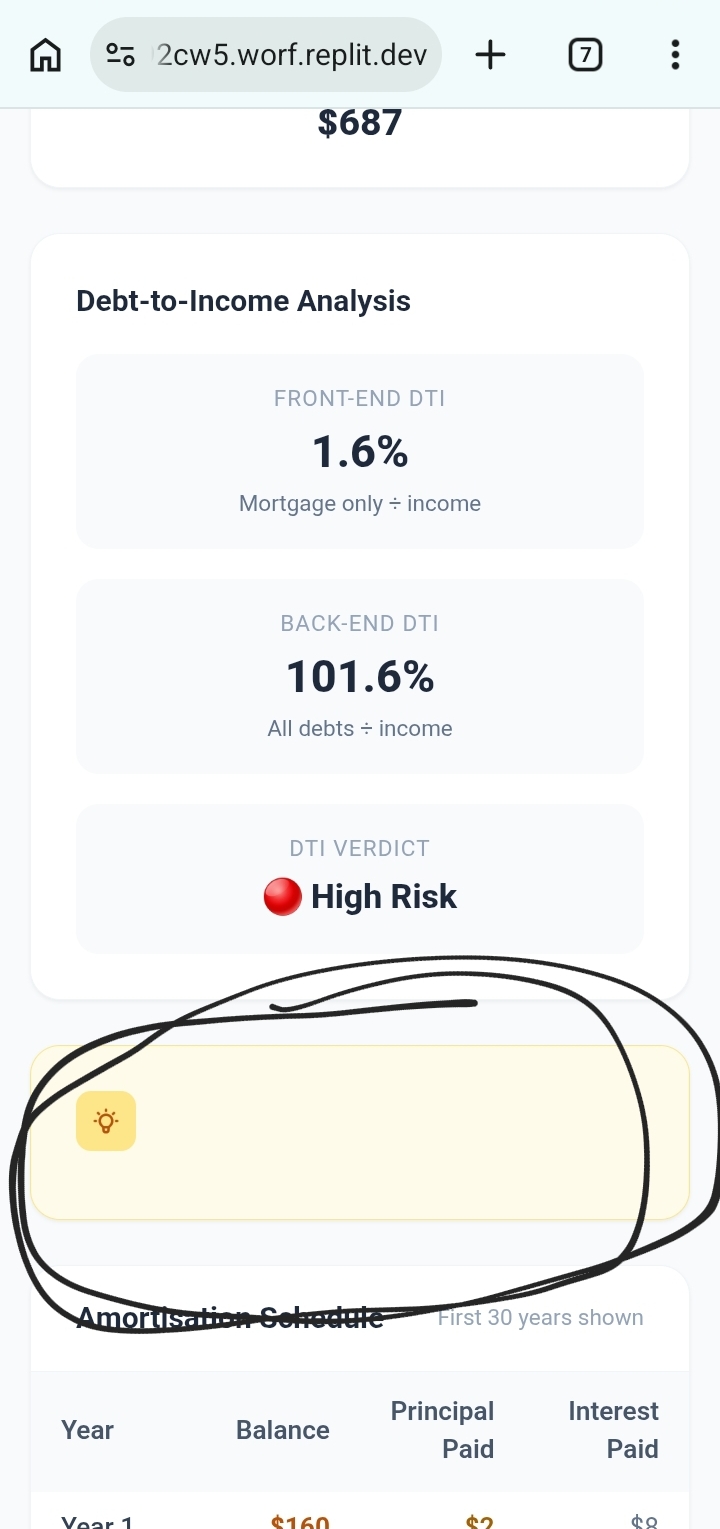 2cw5.worf.replit.dev
7
$687
Debt-to-Income Analysis
FRONT-END DTI
1.6%
Mortgage only ÷ income
BACK-END DTI
101.6%
All debts ÷ income
DTI VERDICT
High Risk
Amortisation Schedule First 30 years shown
Year Balance Principal Paid Interest Paid
Year 1 $160 $2 $8